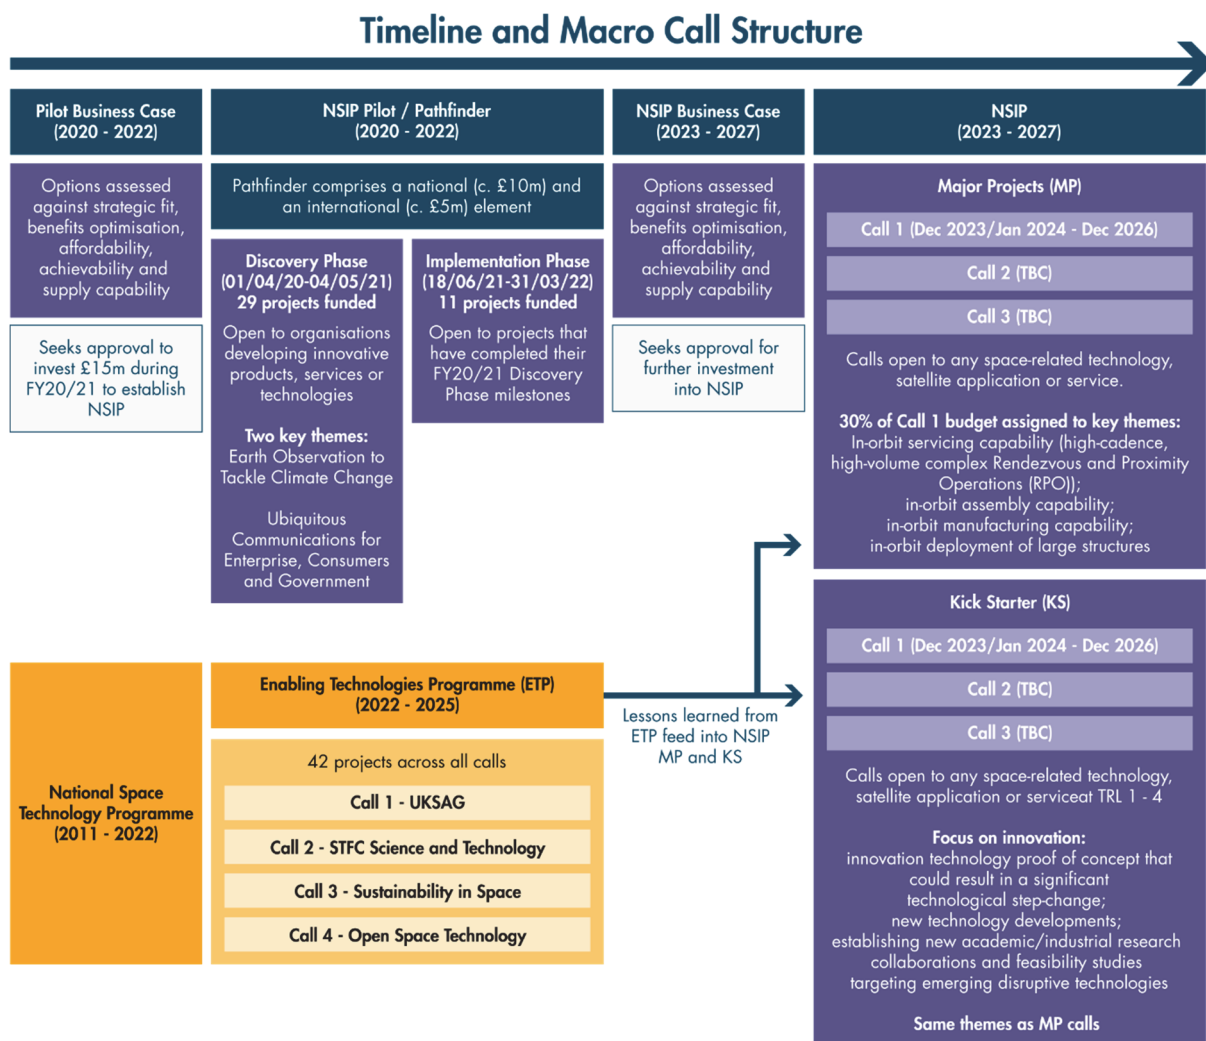 Timeline and Macro Call Structure
Pilot Business Case
(2020 - 2022)
Options assessed
against strategic fit,
benefits optimisation,
affordability,
achievability and
supply capability
Seeks approval to
invest £15m during
FY20/21 to establish
NSIP
NSIP Pilot / Pathfinder
(2020 - 2022)
Pathfinder comprises a national (c. £10m) and
an international (c. £5m) element
Discovery Phase
(01/04/20-04/05/21)
29 projects funded
Open to organisations
developing innovative
products, services or
technologies
Two key themes:
Earth Observation to
Tackle Climate Change
Ubiquitous
Communications for
Enterprise, Consumers
and Government
Implementation Phase
(18/06/21-31/03/22)
11 projects funded
Open to projects that
have completed their
FY20/21 Discovery
Phase milestones
NSIP Business Case
(2023 - 2027)
Options assessed
against strategic fit,
benefits optimisation,
affordability,
achievability and
supply capability
Seeks approval for
further investment
into NSIP
NSIP
(2023 - 2027)
Major Projects (MP)
Call 1 (Dec 2023/Jan 2024 - Dec 2026)
Call 2 (TBC)
Call 3 (TBC)
Calls open to any space-related technology,
satellite application or service.
30% of Call 1 budget assigned to key themes:
In-orbit servicing capability (high-cadence,
high-volume complex Rendezvous and Proximity
Operations (RPO));
in-orbit assembly capability;
in-orbit manufacturing capability;
in-orbit deployment of large structures
National Space
Technology Programme
(2011 - 2022)
Enabling Technologies Programme (ETP)
(2022 - 2025)
42 projects across all calls
Call 1 - UKSAG
Call 2 - STFC Science and Technology
Call 3 - Sustainability in Space
Call 4 - Open Space Technology
Lessons learned from
ETP feed into NSIP
MP and KS
Kick Starter (KS)
Call 1 (Dec 2023/Jan 2024 - Dec 2026)
Call 2 (TBC)
Call 3 (TBC)
Calls open to any space-related technology,
satellite application or serviceat TRL 1 - 4
Focus on innovation:
innovation technology proof of concept that
could result in a significant
technological step-change;
new technology developments;
establishing new academic/industrial research
collaborations and feasibility studies
targeting emerging disruptive technologies
Same themes as MP calls